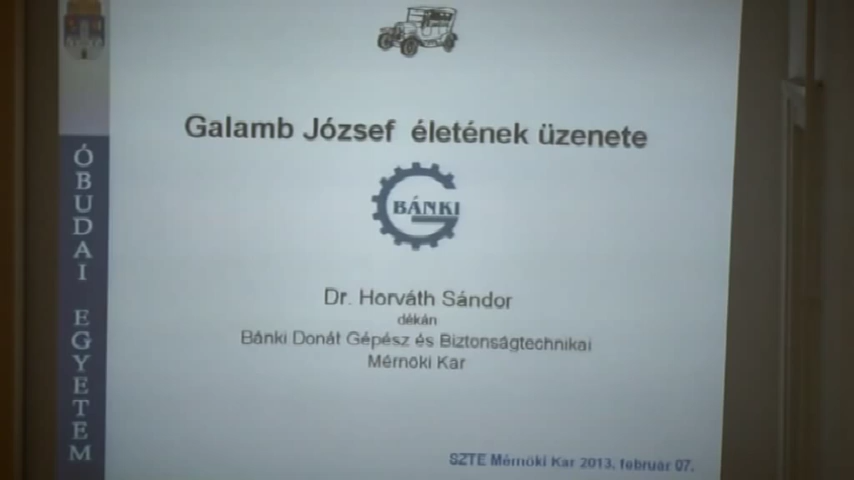 Galamb József életének üzenete
BÁNKI
Dr. Horváth Sándor
dékán
Bánki Donát Gépész és Biztonságtechnikai
Mérnöki Kar
SZTE Mérnöki Kar 2013. február 07.
ÓBUDAI EGYETEM